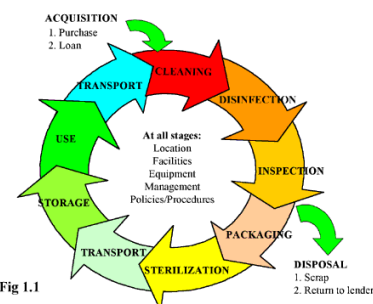 ACQUISITION
1. Purchase
2. Loan
CLEANING
DISINFECTION
INSPECTION
PACKAGING
DISPOSAL
1. Scrap
2. Return to lender
STERILIZATION
TRANSPORT
STORAGE
USE
TRANSPORT
At all stages:
Location
Facilities
Equipment
Management
Policies/Procedures
Fig 1.1